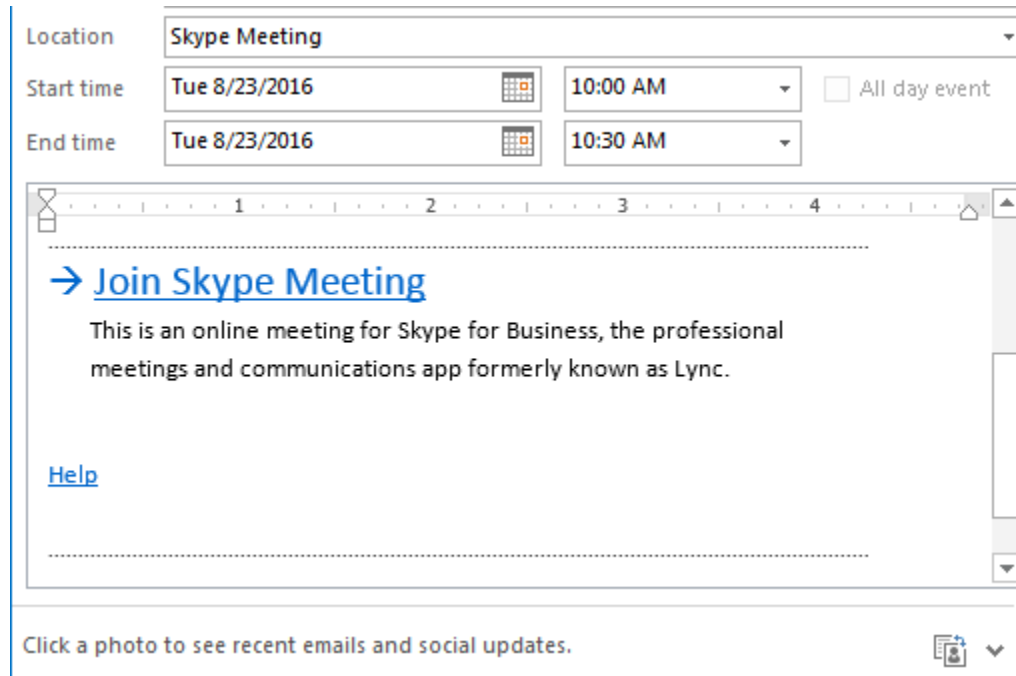 Location Skype Meeting
Start time Tue 8/23/2016 10:00 AM All day event
End time Tue 8/23/2016 10:30 AM
1 2 3 4
→ Join Skype Meeting
This is an online meeting for Skype for Business, the professional
meetings and communications app formerly known as Lync.
Help
Click a photo to see recent emails and social updates.